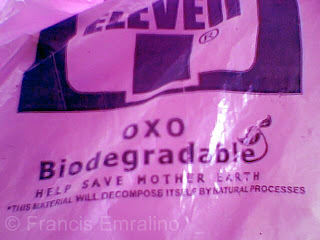 ELEVEN
®
OXO
Biodegradable
HELP SAVE MOTHER EARTH
*THIS MATERIAL WILL DECOMPOSE ITSELF BY NATURAL PROCESSES
© Francis Emralino